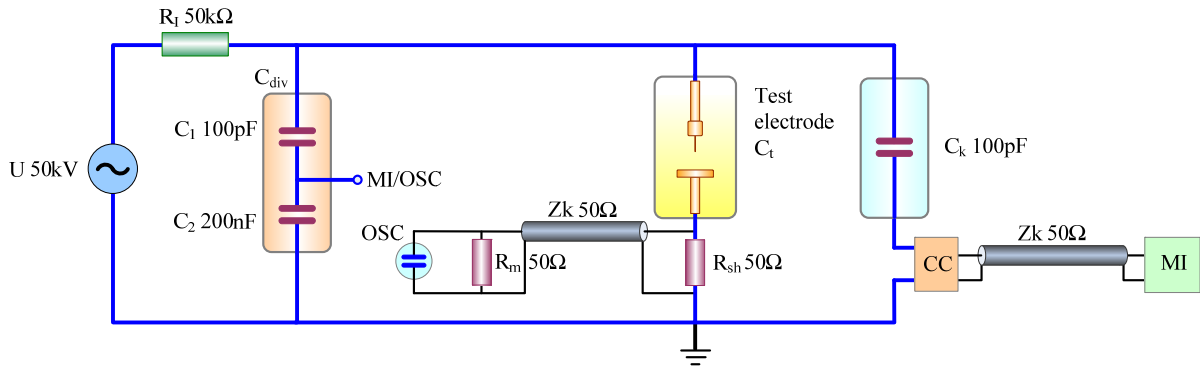 R_I 50kΩ
C_div
C_1 100pF
MI/OSC
C_2 200nF
U 50kV
Test
electrode
C_t
C_k 100pF
Zk 50Ω
OSC
R_m 50Ω
R_sh 50Ω
CC
Zk 50Ω
MI